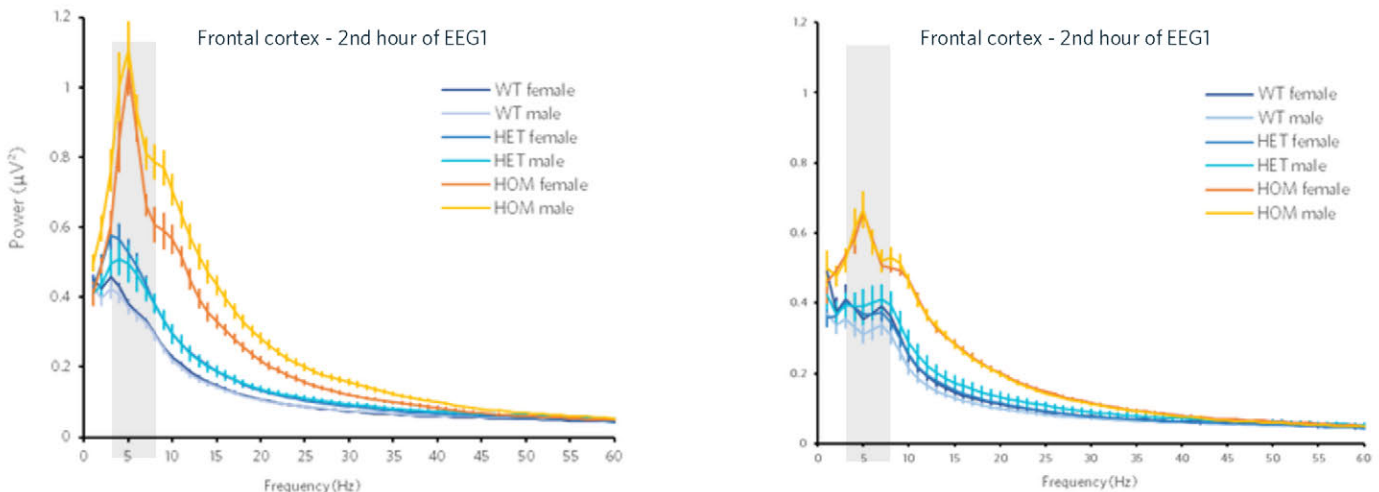 Frontal cortex - 2nd hour of EEG1
1.2
1
0.8
0.6
0.4
0.2
0
Power (µV²)
WT female
WT male
HET female
HET male
HOM female
HOM male
0 5 10 15 20 25 30 35 40 45 50 55 60
Frequency (Hz)
Frontal cortex - 2nd hour of EEG1
1.2
1
0.8
0.6
0.4
0.2
0
WT female
WT male
HET female
HET male
HOM female
HOM male
0 5 10 15 20 25 30 35 40 45 50 55 60
Frequency (Hz)